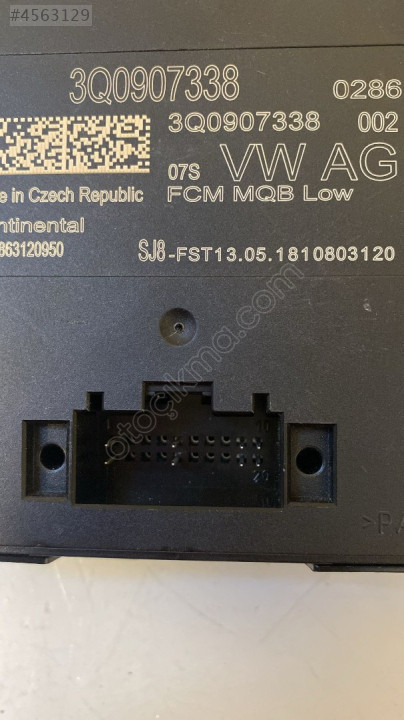 #4563129
3Q0907338
0286
3Q0907338 002
07S VW AG
e in Czech Republic FCM MQB Low
ntinental
863120950 SJ8-FST13.05.1810803120
otoçıkma.com
>PA